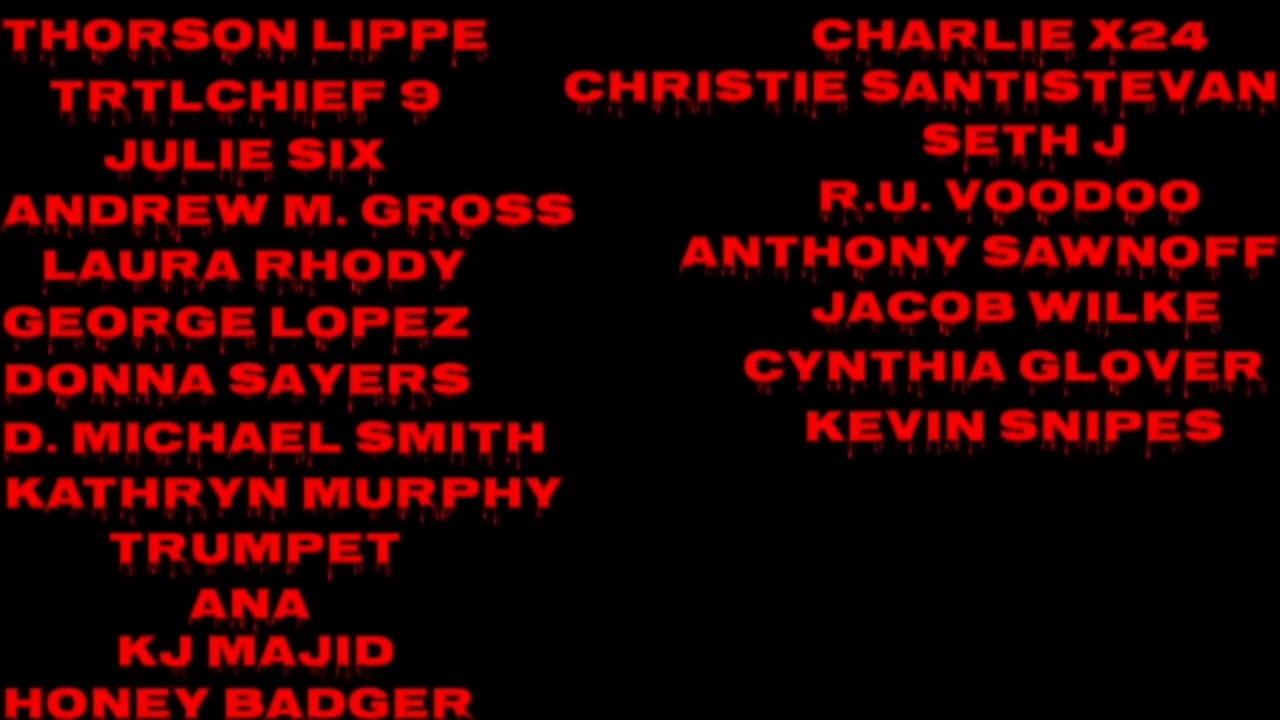 THORSON LIPPE
TRTLCHIEF 9
JULIE SIX
ANDREW M. GROSS
LAURA RHODY
GEORGE LOPEZ
DONNA SAYERS
D. MICHAEL SMITH
KATHRYN MURPHY
TRUMPET
ANA
KJ MAJID
HONEY BADGER
CHARLIE X24
CHRISTIE SANTISTEVAN
SETH J
R.U. VOODOO
ANTHONY SAWNOFF
JACOB WILKE
CYNTHIA GLOVER
KEVIN SNIPES